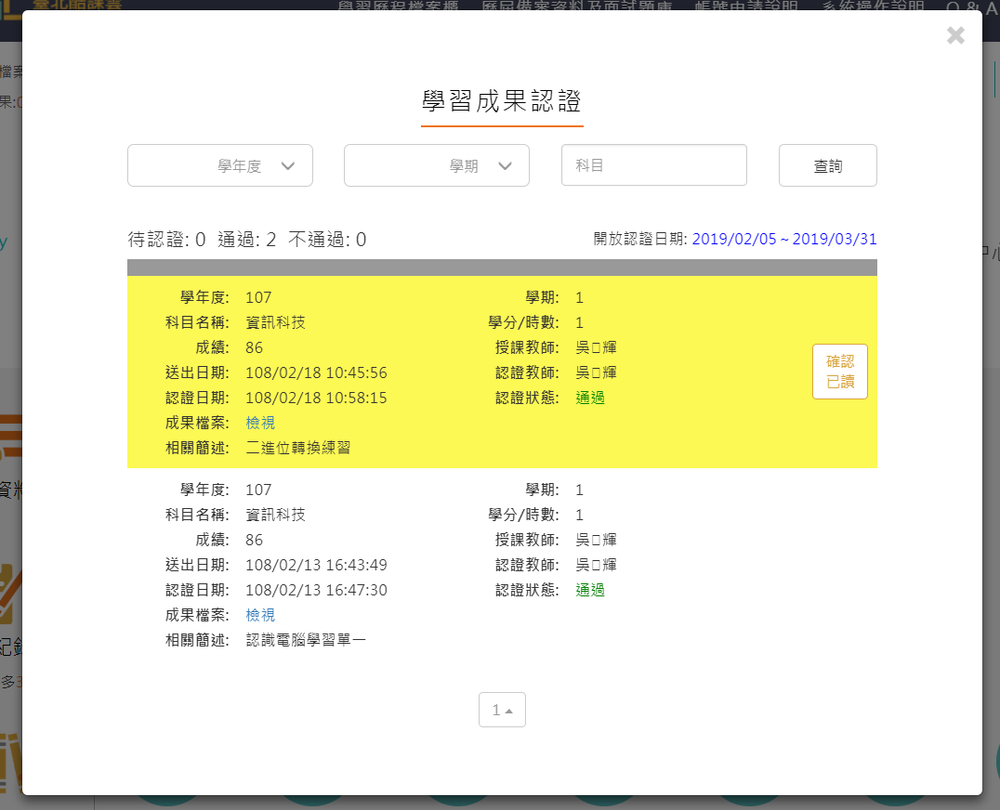 臺北酷課雲
學習歷程檔案櫃 歷屆備審資料及面試題庫 帳號申請說明 系統操作說明 Q & A
學習成果認證
學年度 學期 科目 查詢
待認證: 0 通過: 2 不通過: 0 開放認證日期: 2019/02/05 ~ 2019/03/31
學年度: 107 學期: 1
科目名稱: 資訊科技 學分/時數: 1
成績: 86 授課教師: 吳▯輝
送出日期: 108/02/18 10:45:56 認證教師: 吳▯輝
認證日期: 108/02/18 10:58:15 認證狀態: 通過
確認
已讀
成果檔案: 檢視
相關簡述: 二進位轉換練習
學年度: 107 學期: 1
科目名稱: 資訊科技 學分/時數: 1
成績: 86 授課教師: 吳▯輝
送出日期: 108/02/13 16:43:49 認證教師: 吳▯輝
認證日期: 108/02/13 16:47:30 認證狀態: 通過
成果檔案: 檢視
相關簡述: 認識電腦學習單一
1